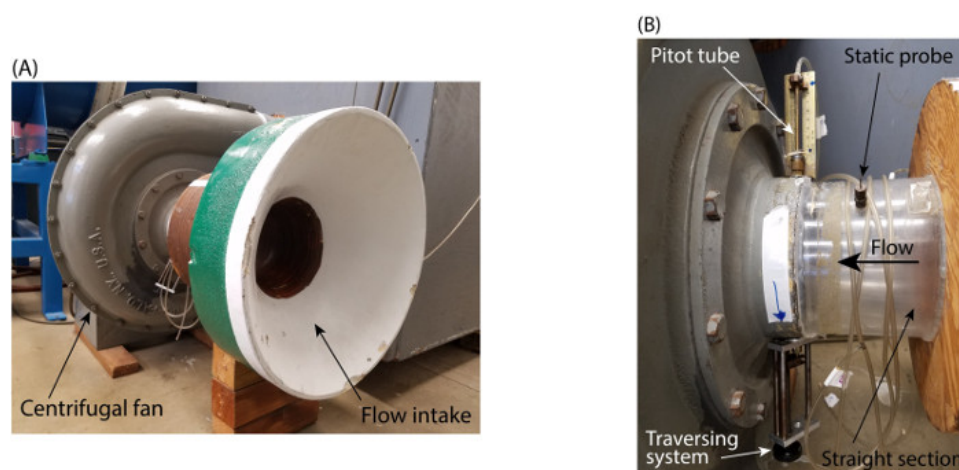 (A)
Centrifugal fan
Flow intake
(B)
Pitot tube
Static probe
Flow
Traversing
system
Straight section